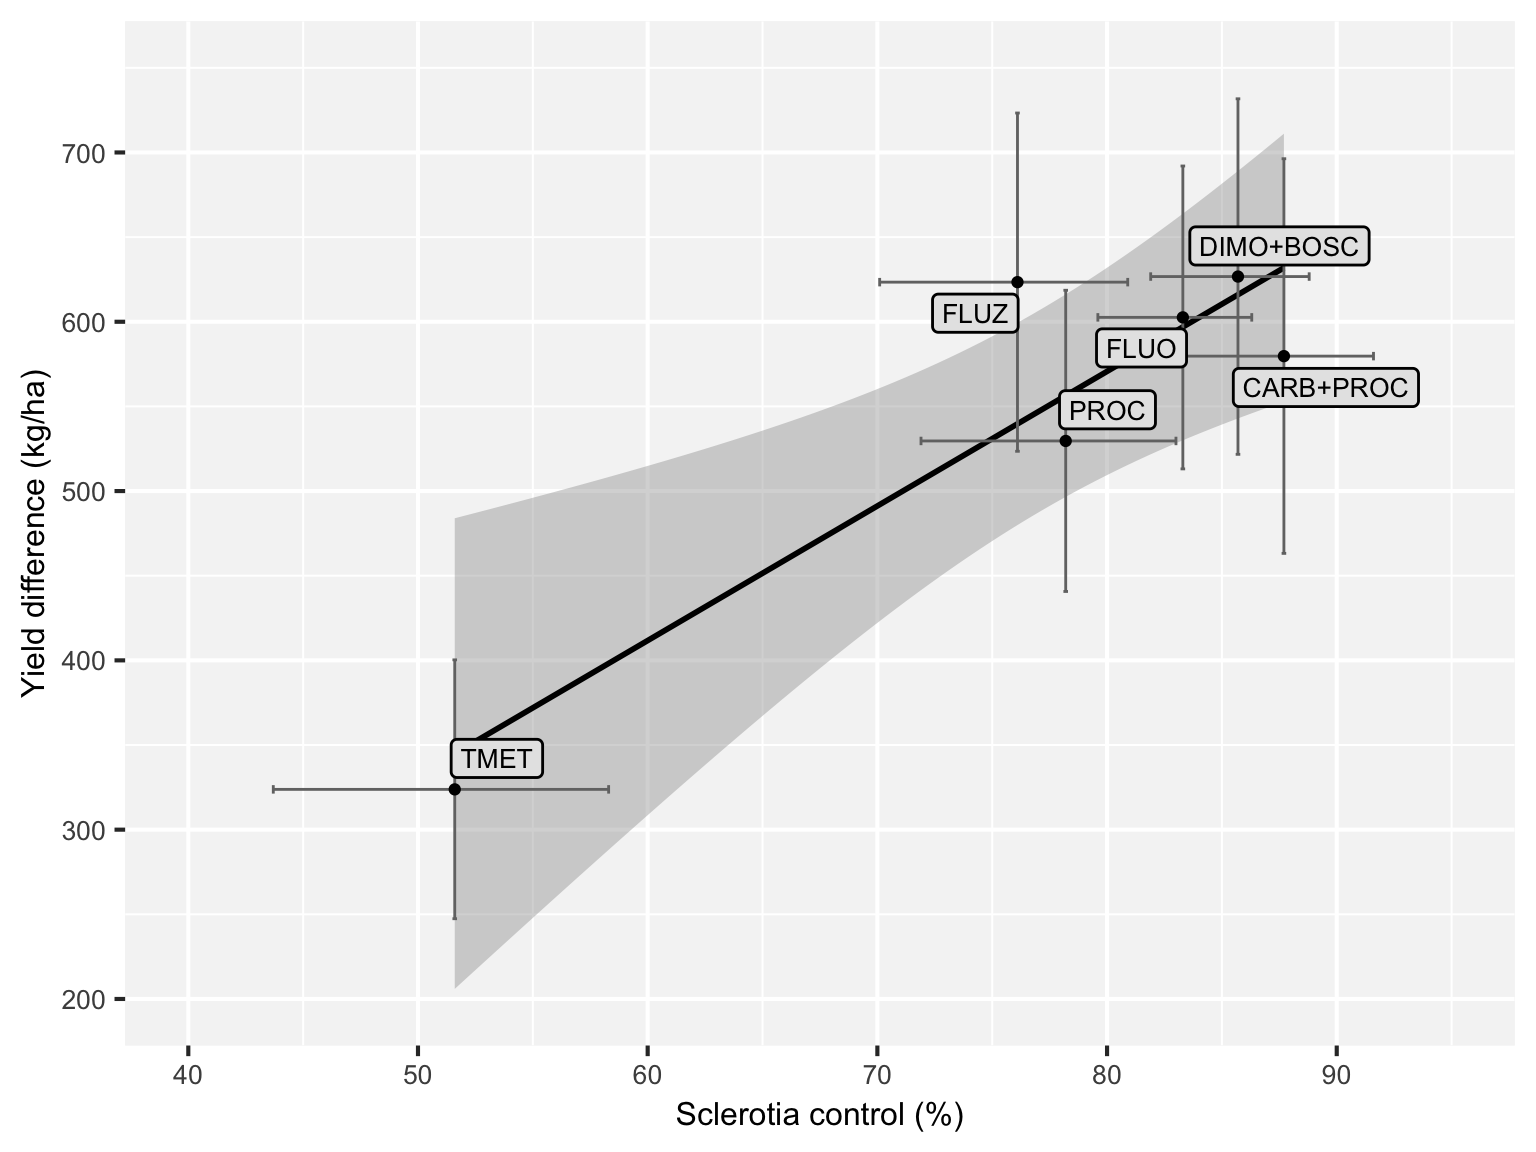 Yield difference (kg/ha)
700
600
500
400
300
200
DIMO+BOSC
FLUZ
FLUO
CARB+PROC
PROC
TMET
40 50 60 70 80 90
Sclerotia control (%)